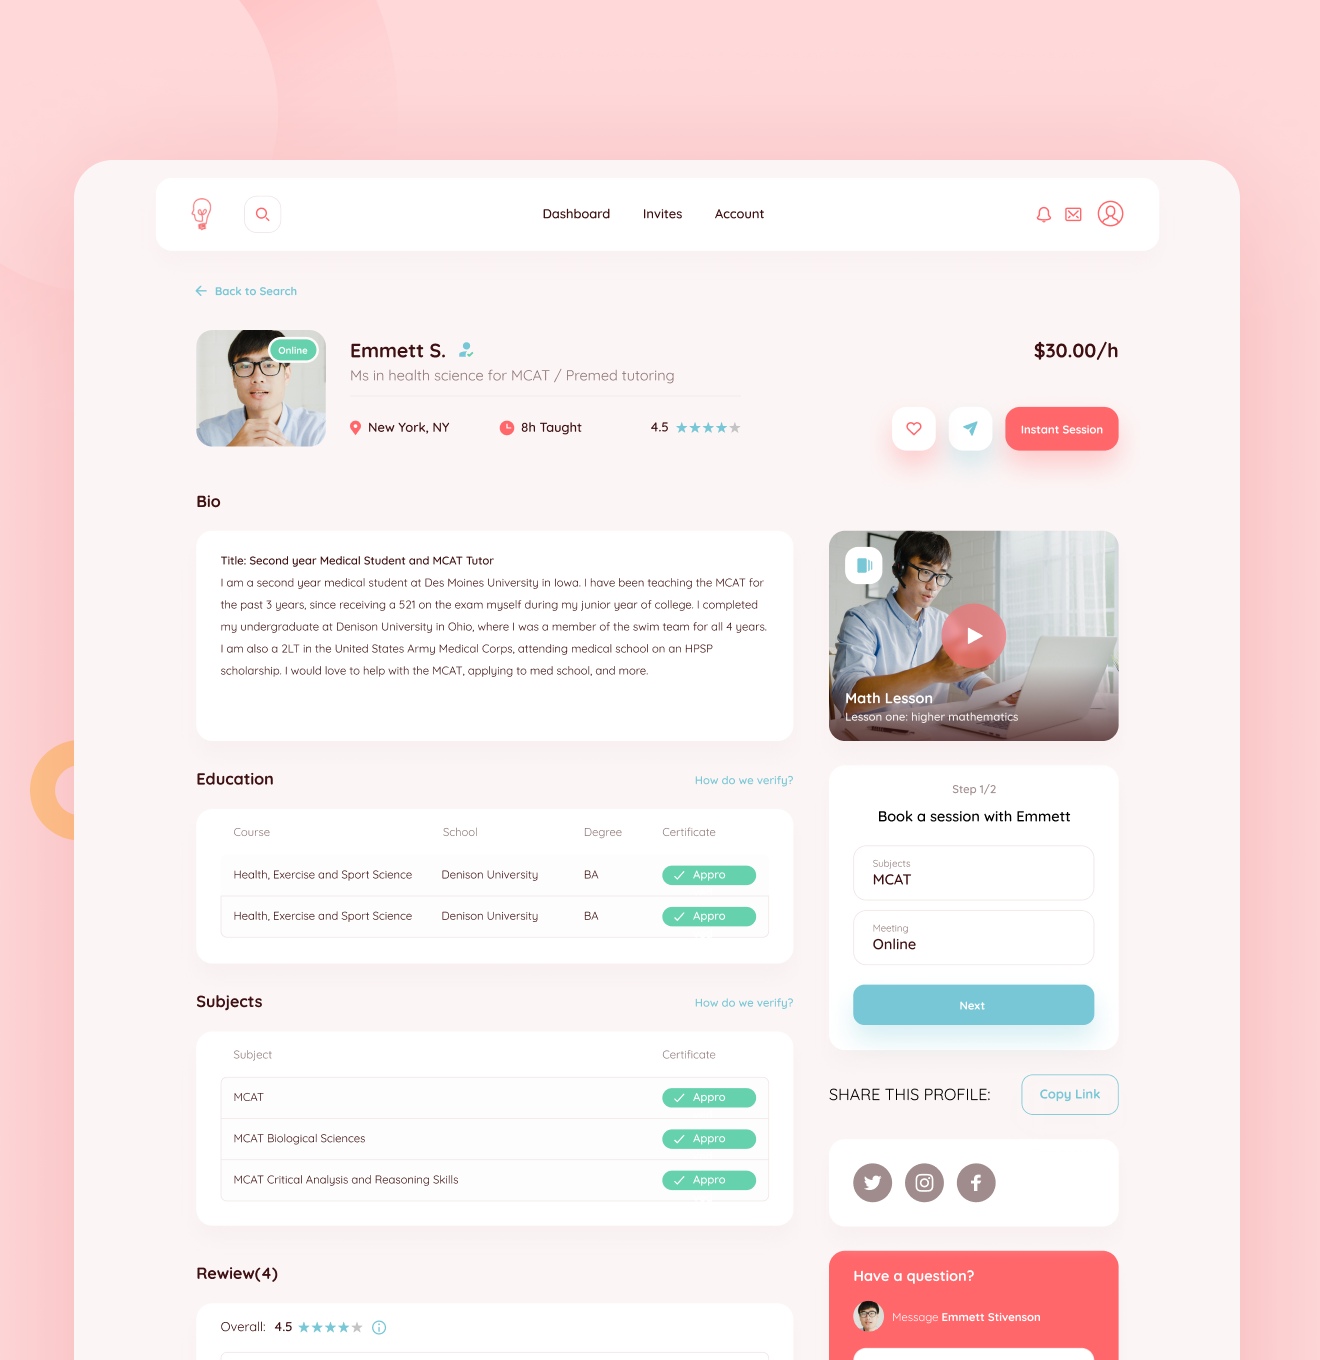 Dashboard
Invites
Account
Back to Search
Online
Emmett S.
$30.00/h
Ms in health science for MCAT / Premed tutoring
New York, NY
8h Taught
4.5
Instant Session
Bio
Title: Second year Medical Student and MCAT Tutor
I am a second year medical student at Des Moines University in Iowa. I have been teaching the MCAT for
the past 3 years, since receiving a 521 on the exam myself during my junior year of college. I completed
my undergraduate at Denison University in Ohio, where I was a member of the swim team for all 4 years.
I am also a 2LT in the United States Army Medical Corps, attending medical school on an HPSP
scholarship. I would love to help with the MCAT, applying to med school, and more.
Math Lesson
Lesson one: higher mathematics
Education
How do we verify?
Course School Degree Certificate
Health, Exercise and Sport Science Denison University BA Appro
Health, Exercise and Sport Science Denison University BA Appro
Step 1/2
Book a session with Emmett
Subjects
MCAT
Meeting
Online
Next
Subjects
How do we verify?
Subject Certificate
MCAT Appro
MCAT Biological Sciences Appro
MCAT Critical Analysis and Reasoning Skills Appro
SHARE THIS PROFILE:
Copy Link
Rewiew(4)
Overall: 4.5
Have a question?
Message Emmett Stivenson